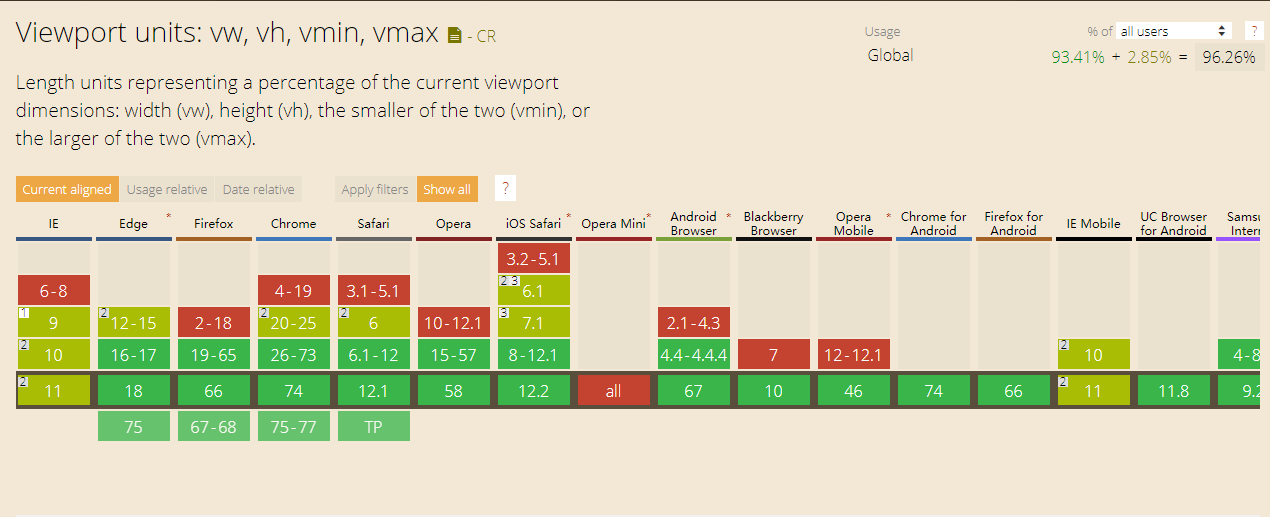 Viewport units: vw, vh, vmin, vmax - CR
Usage % of all users ?
Global 93.41% + 2.85% = 96.26%
Length units representing a percentage of the current viewport
dimensions: width (vw), height (vh), the smaller of the two (vmin), or
the larger of the two (vmax).
Current aligned Usage relative Date relative Apply filters Show all ?
IE Edge * Firefox Chrome Safari Opera iOS Safari * Opera Mini * Android Browser * Blackberry Browser Opera Mobile * Chrome for Android Firefox for Android IE Mobile UC Browser for Android Samsu Interr
3.2-5.1
6-8 4-19 3.1-5.1 2 3 6.1
1 9 2 12-15 2-18 2 20-25 2 6 10-12.1 3 7.1 2.1-4.3
2 10 16-17 19-65 26-73 6.1-12 15-57 8-12.1 4.4-4.4.4 7 12-12.1 2 10 4-8
2 11 18 66 74 12.1 58 12.2 all 67 10 46 74 66 2 11 11.8 9.2
75 67-68 75-77 TP